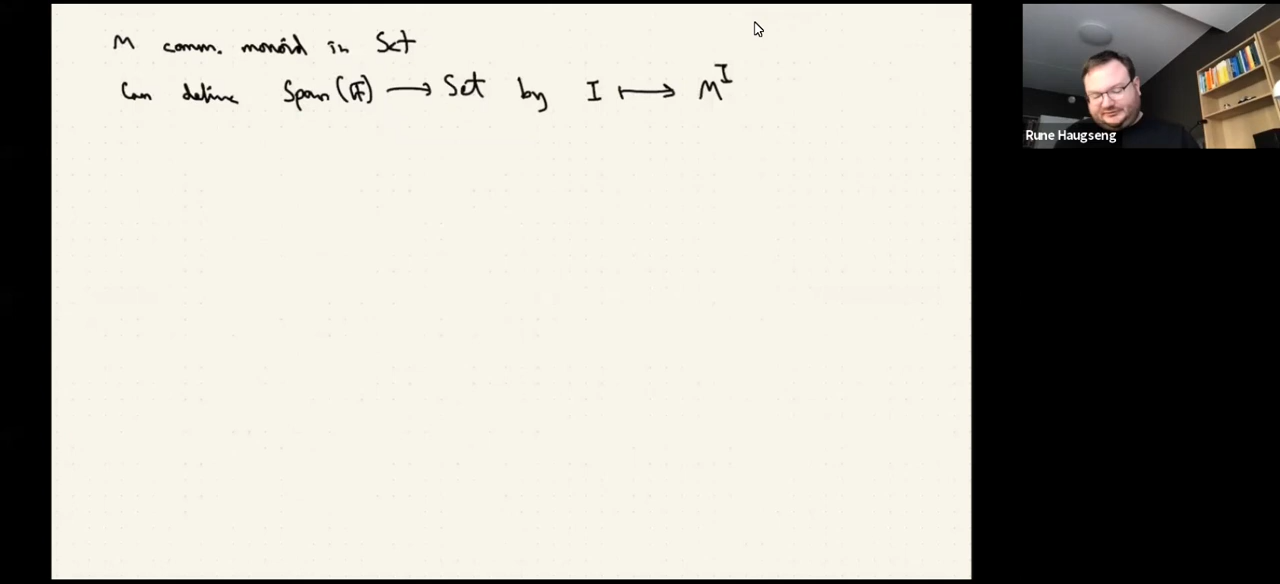 M comm. monoid in Set
Can define Span(𝔽) ⟶ Set by I ⟼ M^I
Rune Haugseng